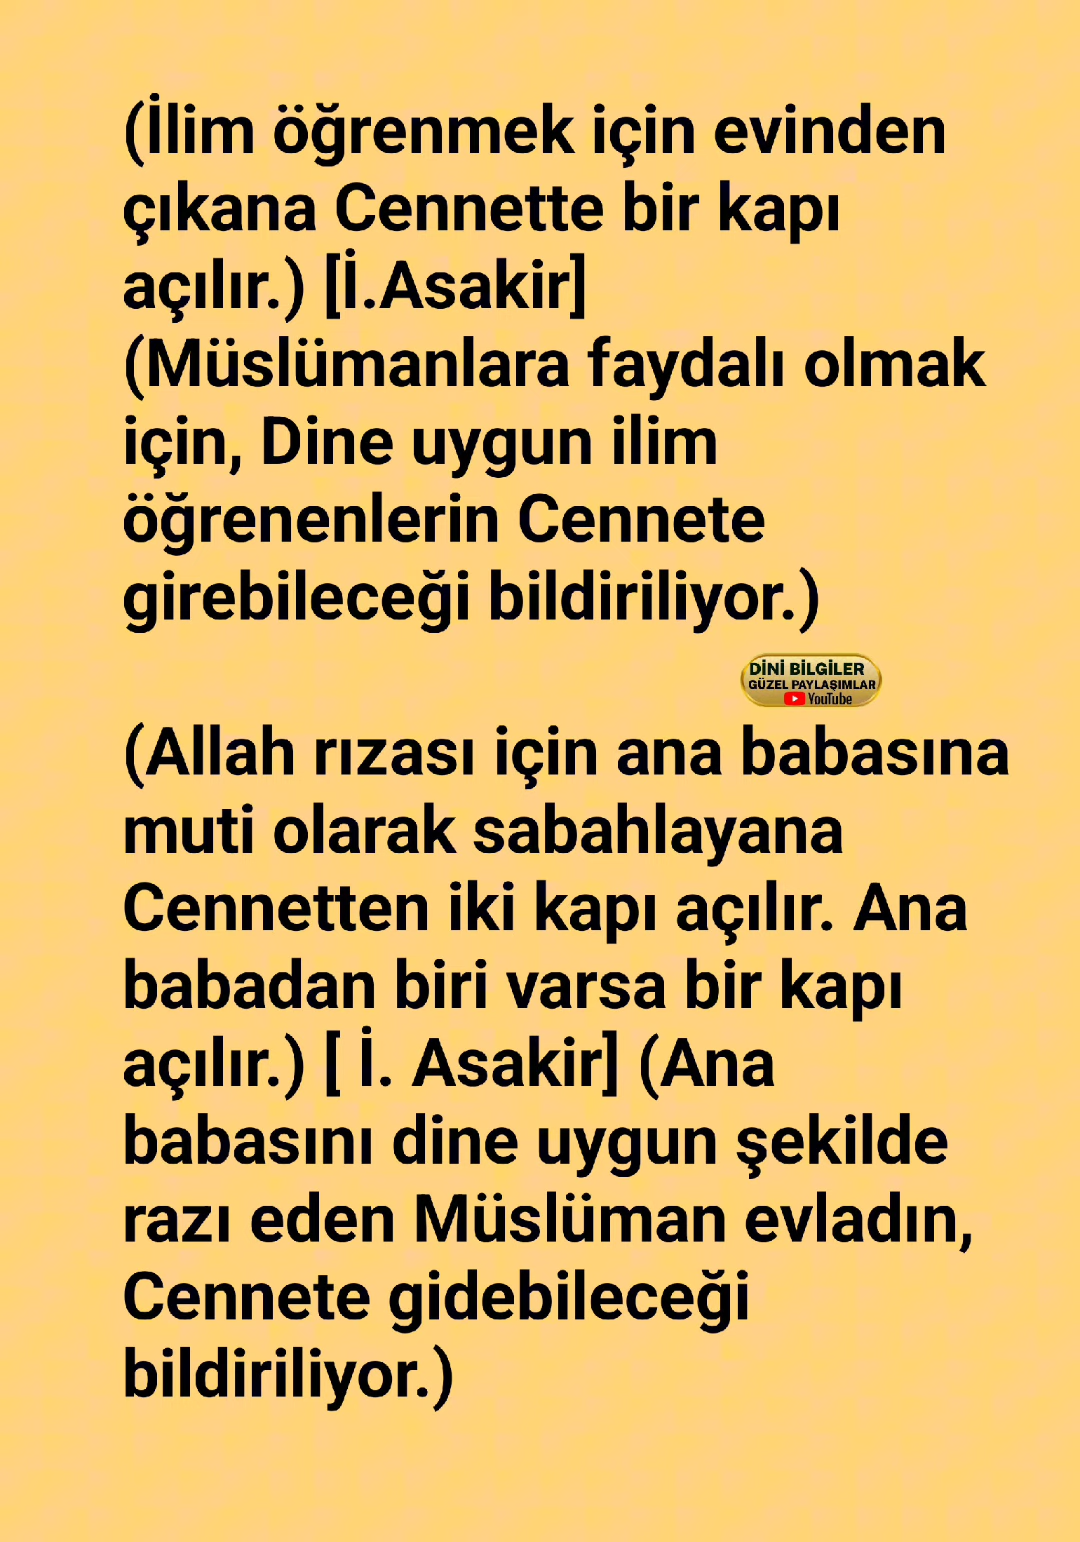 (İlim öğrenmek için evinden
çıkana Cennette bir kapı
açılır.) [İ.Asakir]
(Müslümanlara faydalı olmak
için, Dine uygun ilim
öğrenenlerin Cennete
girebileceği bildiriliyor.)
DİNİ BİLGİLER
GÜZEL PAYLAŞIMLAR
YouTube
(Allah rızası için ana babasına
muti olarak sabahlayana
Cennetten iki kapı açılır. Ana
babadan biri varsa bir kapı
açılır.) [ İ. Asakir] (Ana
babasını dine uygun şekilde
razı eden Müslüman evladın,
Cennete gidebileceği
bildiriliyor.)